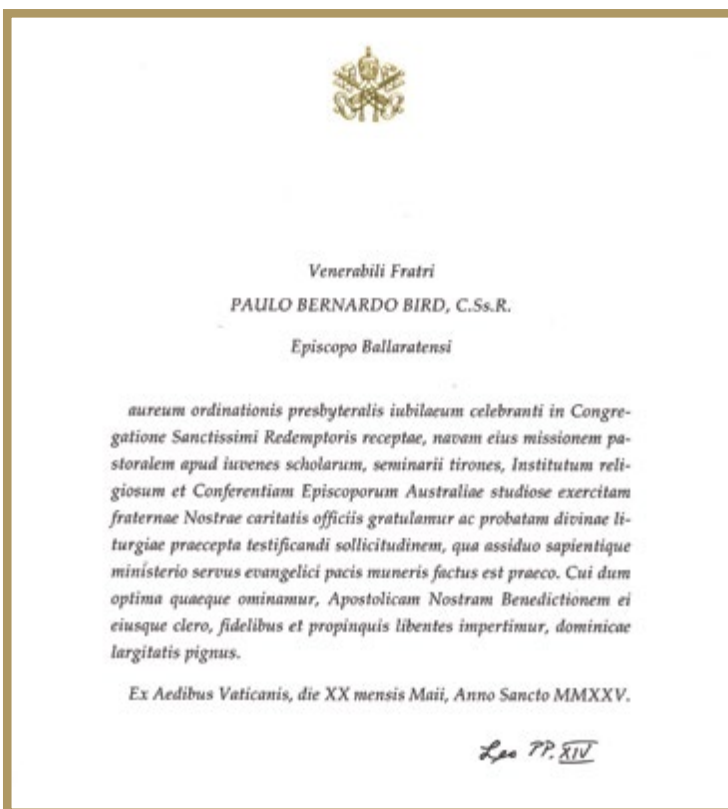 Venerabili Fratri
PAULO BERNARDO BIRD, C.Ss.R.
Episcopo Ballaratensi
aureum ordinationis presbyteralis iubilaeum celebranti in Congre-
gatione Sanctissimi Redemptoris receptae, navam eius missionem pa-
storalem apud iuvenes scholarum, seminarii tirones, Institutum reli-
giosum et Conferentiam Episcoporum Australiae studiose exercitam
fraternae Nostrae caritatis officiis gratulamur ac probatam divinae li-
turgiae praecepta testificandi sollicitudinem, qua assiduo sapientique
ministerio servus evangelici pacis muneris factus est praeco. Cui dum
optima quaeque ominamur, Apostolicam Nostram Benedictionem ei
eiusque clero, fidelibus et propinquis libentes impertimur, dominicae
largitatis pignus.
Ex Aedibus Vaticanis, die XX mensis Maii, Anno Sancto MMXXV.
Leo PP. XIV